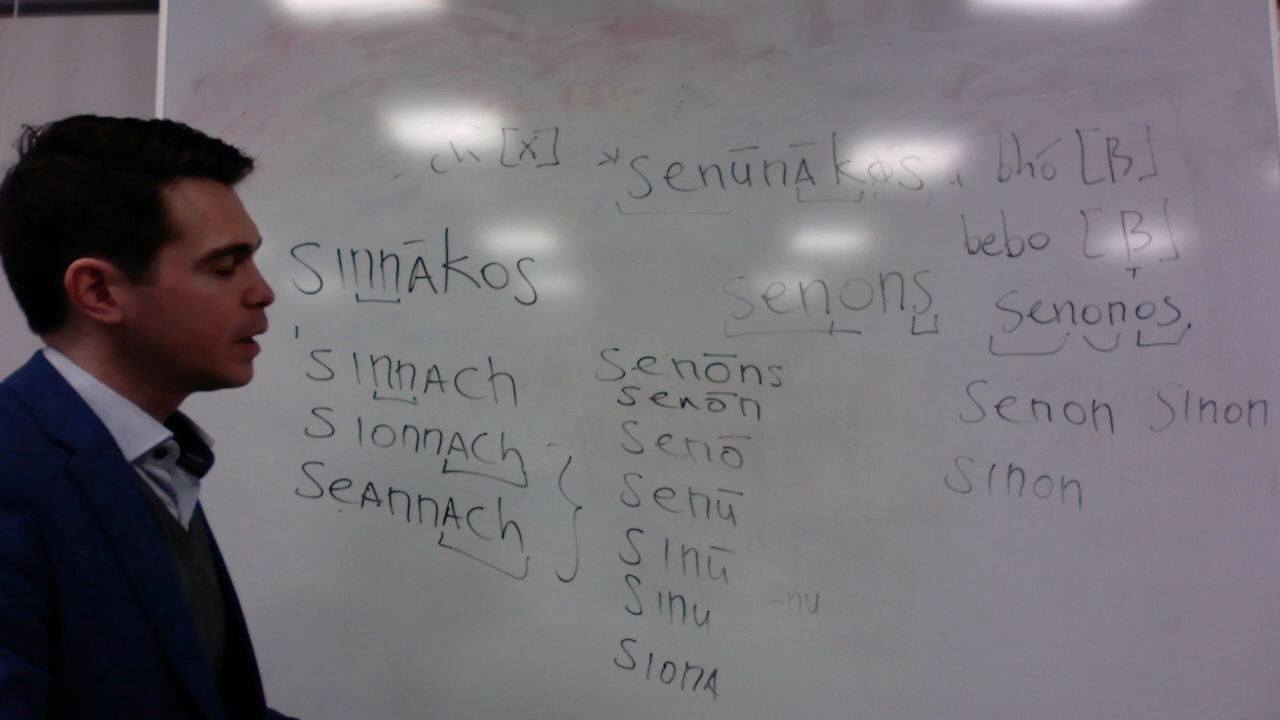 ch [x] *senūnākos bhó [β]
bebo [β]
sinnākos
senons
senonos
sinnach
senōns
senōn
senon sinon
sionnach
senō
seannach
senū
sinon
sinū
sinu -nu
siona